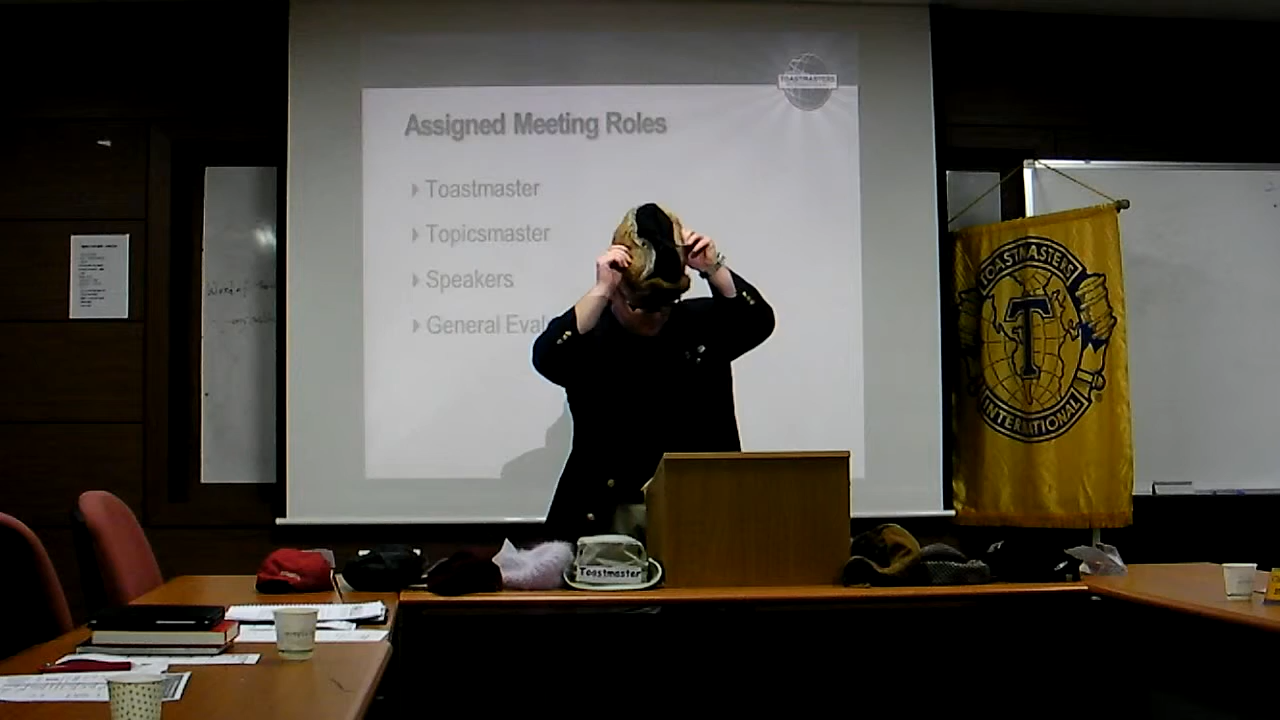 TOASTMASTERS
Assigned Meeting Roles
Toastmaster
Topicsmaster
Speakers
General Eval
TOASTMASTERS
T
INTERNATIONAL
Toastmaster